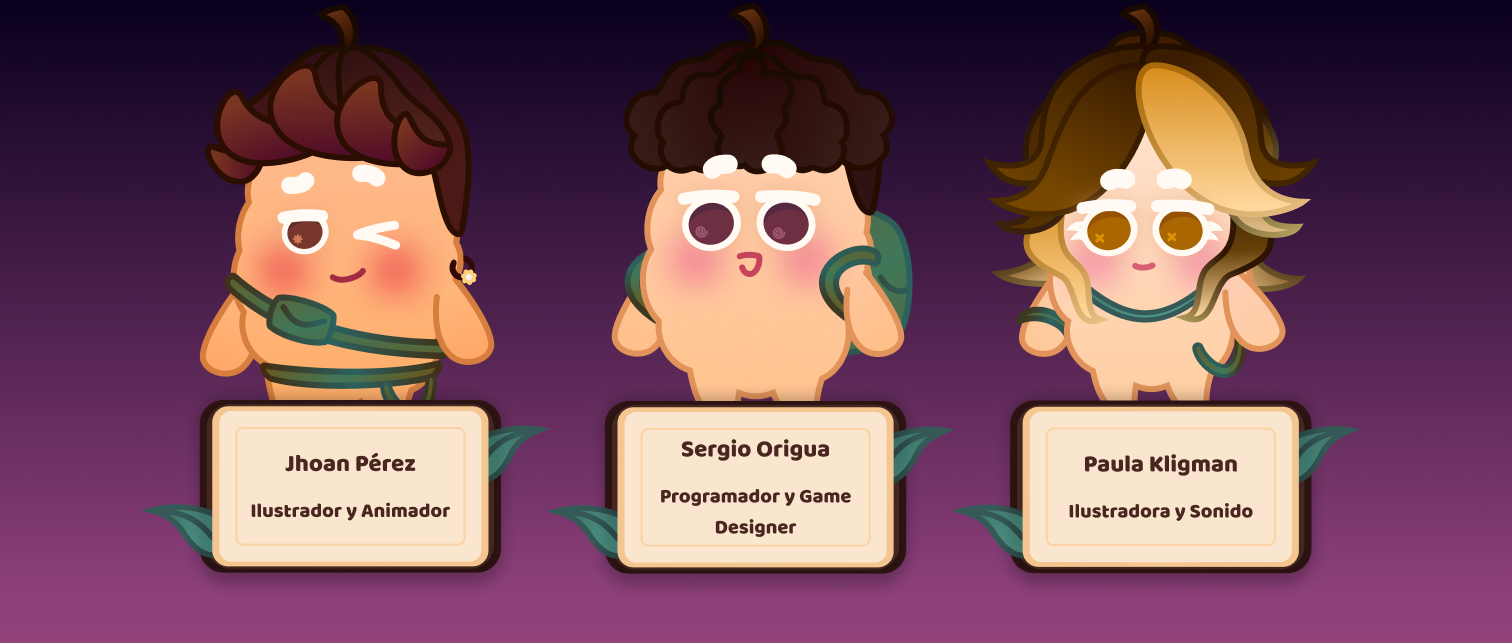 Jhoan Pérez
Ilustrador y Animador
Sergio Origua
Programador y Game
Designer
Paula Kligman
Ilustradora y Sonido